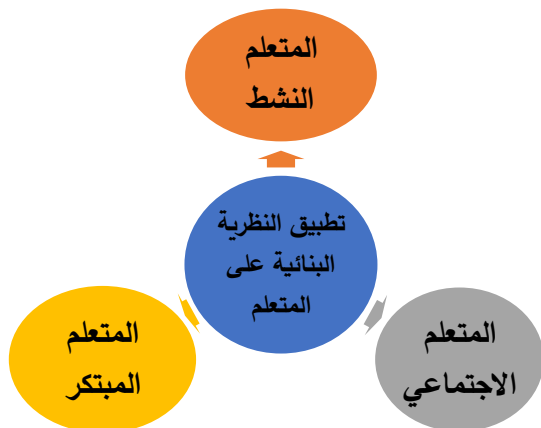 المتعلم
النشط
تطبيق النظرية
البنائية على
المتعلم
المتعلم
الاجتماعي
المتعلم
المبتكر